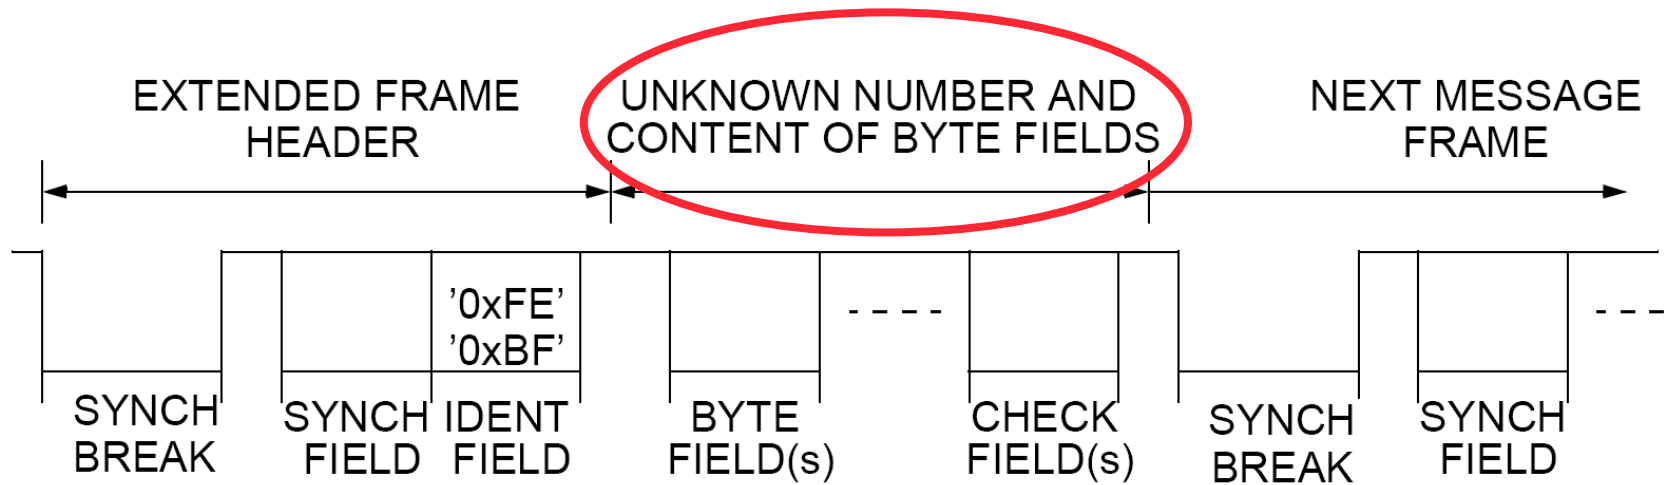 EXTENDED FRAME
HEADER
UNKNOWN NUMBER AND
CONTENT OF BYTE FIELDS
NEXT MESSAGE
FRAME
’0xFE’
’0xBF’
SYNCH
BREAK
SYNCH
FIELD
IDENT
FIELD
BYTE
FIELD(s)
CHECK
FIELD(s)
SYNCH
BREAK
SYNCH
FIELD